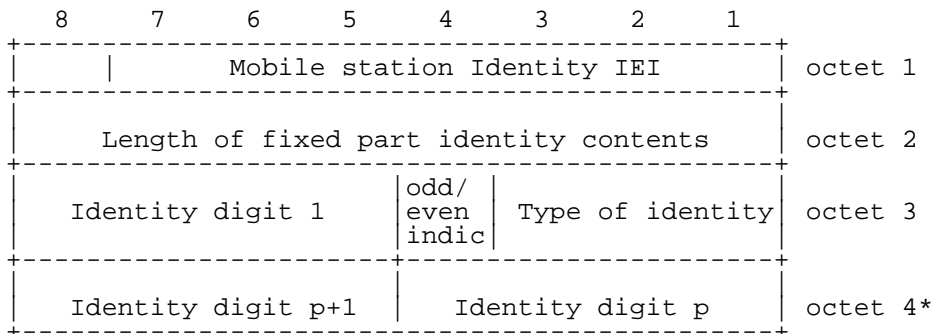 8 7 6 5 4 3 2 1
Mobile station Identity IEI octet 1
Length of fixed part identity contents octet 2
odd/
Identity digit 1 even Type of identity octet 3
indic
Identity digit p+1 Identity digit p octet 4*